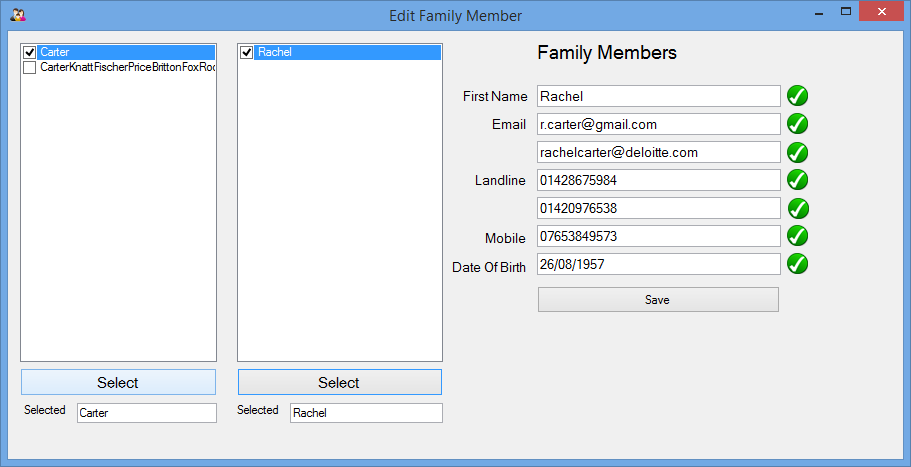 Edit Family Member
Carter
CarterKnattFischerPriceBrittonFoxRoc
Select
Selected Carter
Rachel
Select
Selected Rachel
Family Members
First Name Rachel
Email r.carter@gmail.com
rachelcarter@deloitte.com
Landline 01428675984
01420976538
Mobile 07653849573
Date Of Birth 26/08/1957
Save